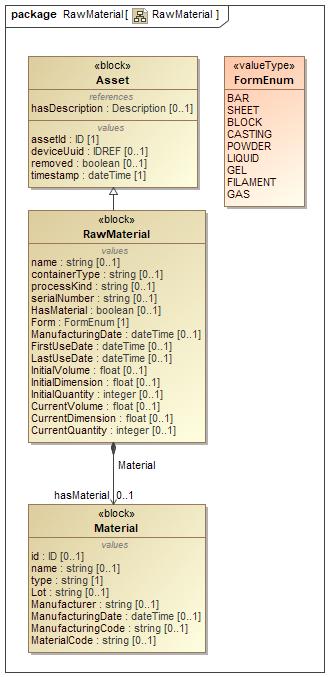 package RawMaterial [ RawMaterial ]
«block»
Asset
references
hasDescription : Description [0..1]
values
assetId : ID [1]
deviceUuid : IDREF [0..1]
removed : boolean [0..1]
timestamp : dateTime [1]
«valueType»
FormEnum
BAR
SHEET
BLOCK
CASTING
POWDER
LIQUID
GEL
FILAMENT
GAS
«block»
RawMaterial
values
name : string [0..1]
containerType : string [0..1]
processKind : string [0..1]
serialNumber : string [0..1]
HasMaterial : boolean [0..1]
Form : FormEnum [1]
ManufacturingDate : dateTime [0..1]
FirstUseDate : dateTime [0..1]
LastUseDate : dateTime [0..1]
InitialVolume : float [0..1]
InitialDimension : float [0..1]
InitialQuantity : integer [0..1]
CurrentVolume : float [0..1]
CurrentDimension : float [0..1]
CurrentQuantity : integer [0..1]
Material
hasMaterial 0..1
«block»
Material
values
id : ID [0..1]
name : string [0..1]
type : string [1]
Lot : string [0..1]
Manufacturer : string [0..1]
ManufacturingDate : dateTime [0..1]
ManufacturingCode : string [0..1]
MaterialCode : string [0..1]